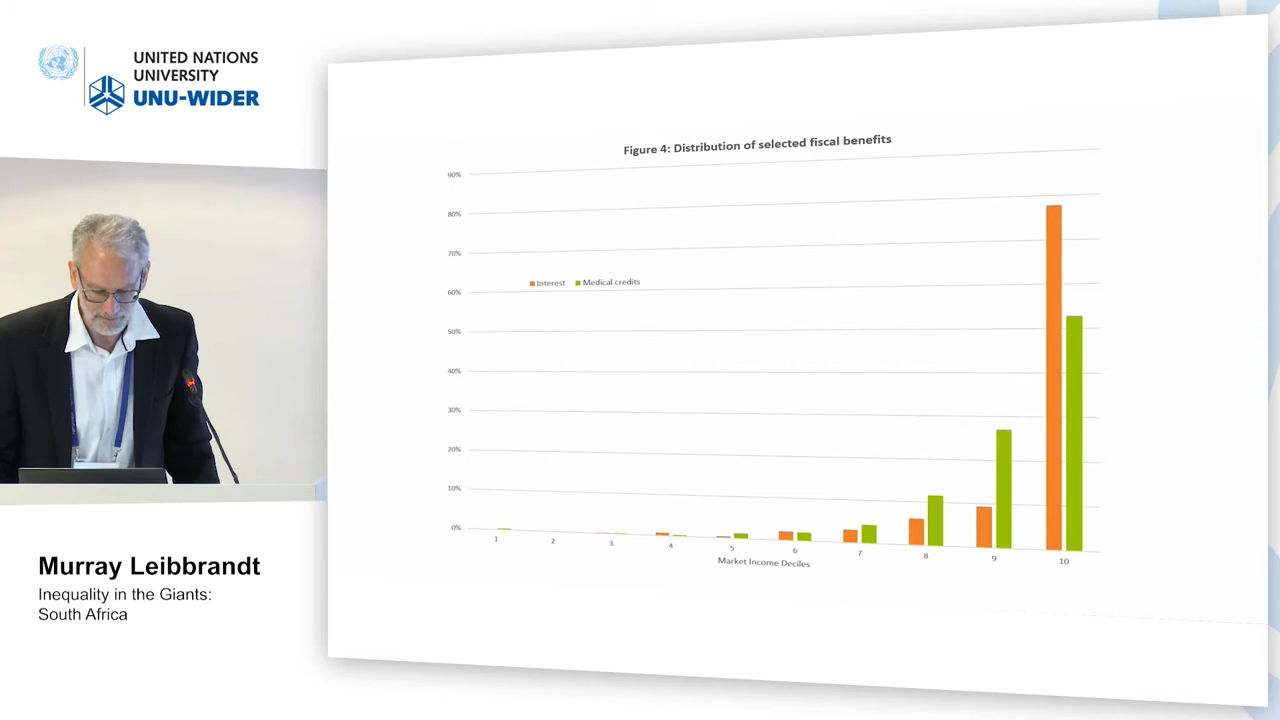 UNITED NATIONS
UNIVERSITY
UNU-WIDER
Figure 4: Distribution of selected fiscal benefits
90%
80%
70%
60%
50%
40%
30%
20%
10%
0%
Interest Medical credits
1 2 3 4 5 6 7 8 9 10
Market Income Deciles
Murray Leibbrandt
Inequality in the Giants:
South Africa